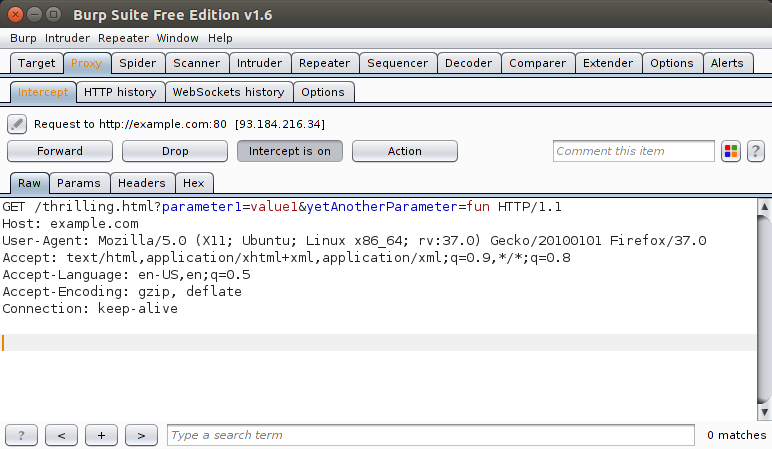 Burp Suite Free Edition v1.6
Burp Intruder Repeater Window Help
Target Proxy Spider Scanner Intruder Repeater Sequencer Decoder Comparer Extender Options Alerts
Intercept HTTP history WebSockets history Options
Request to http://example.com:80 [93.184.216.34]
Forward Drop Intercept is on Action Comment this item ?
Raw Params Headers Hex
GET /thrilling.html?parameter1=value1&yetAnotherParameter=fun HTTP/1.1
Host: example.com
User-Agent: Mozilla/5.0 (X11; Ubuntu; Linux x86_64; rv:37.0) Gecko/20100101 Firefox/37.0
Accept: text/html,application/xhtml+xml,application/xml;q=0.9,*/*;q=0.8
Accept-Language: en-US,en;q=0.5
Accept-Encoding: gzip, deflate
Connection: keep-alive
? < + > Type a search term 0 matches